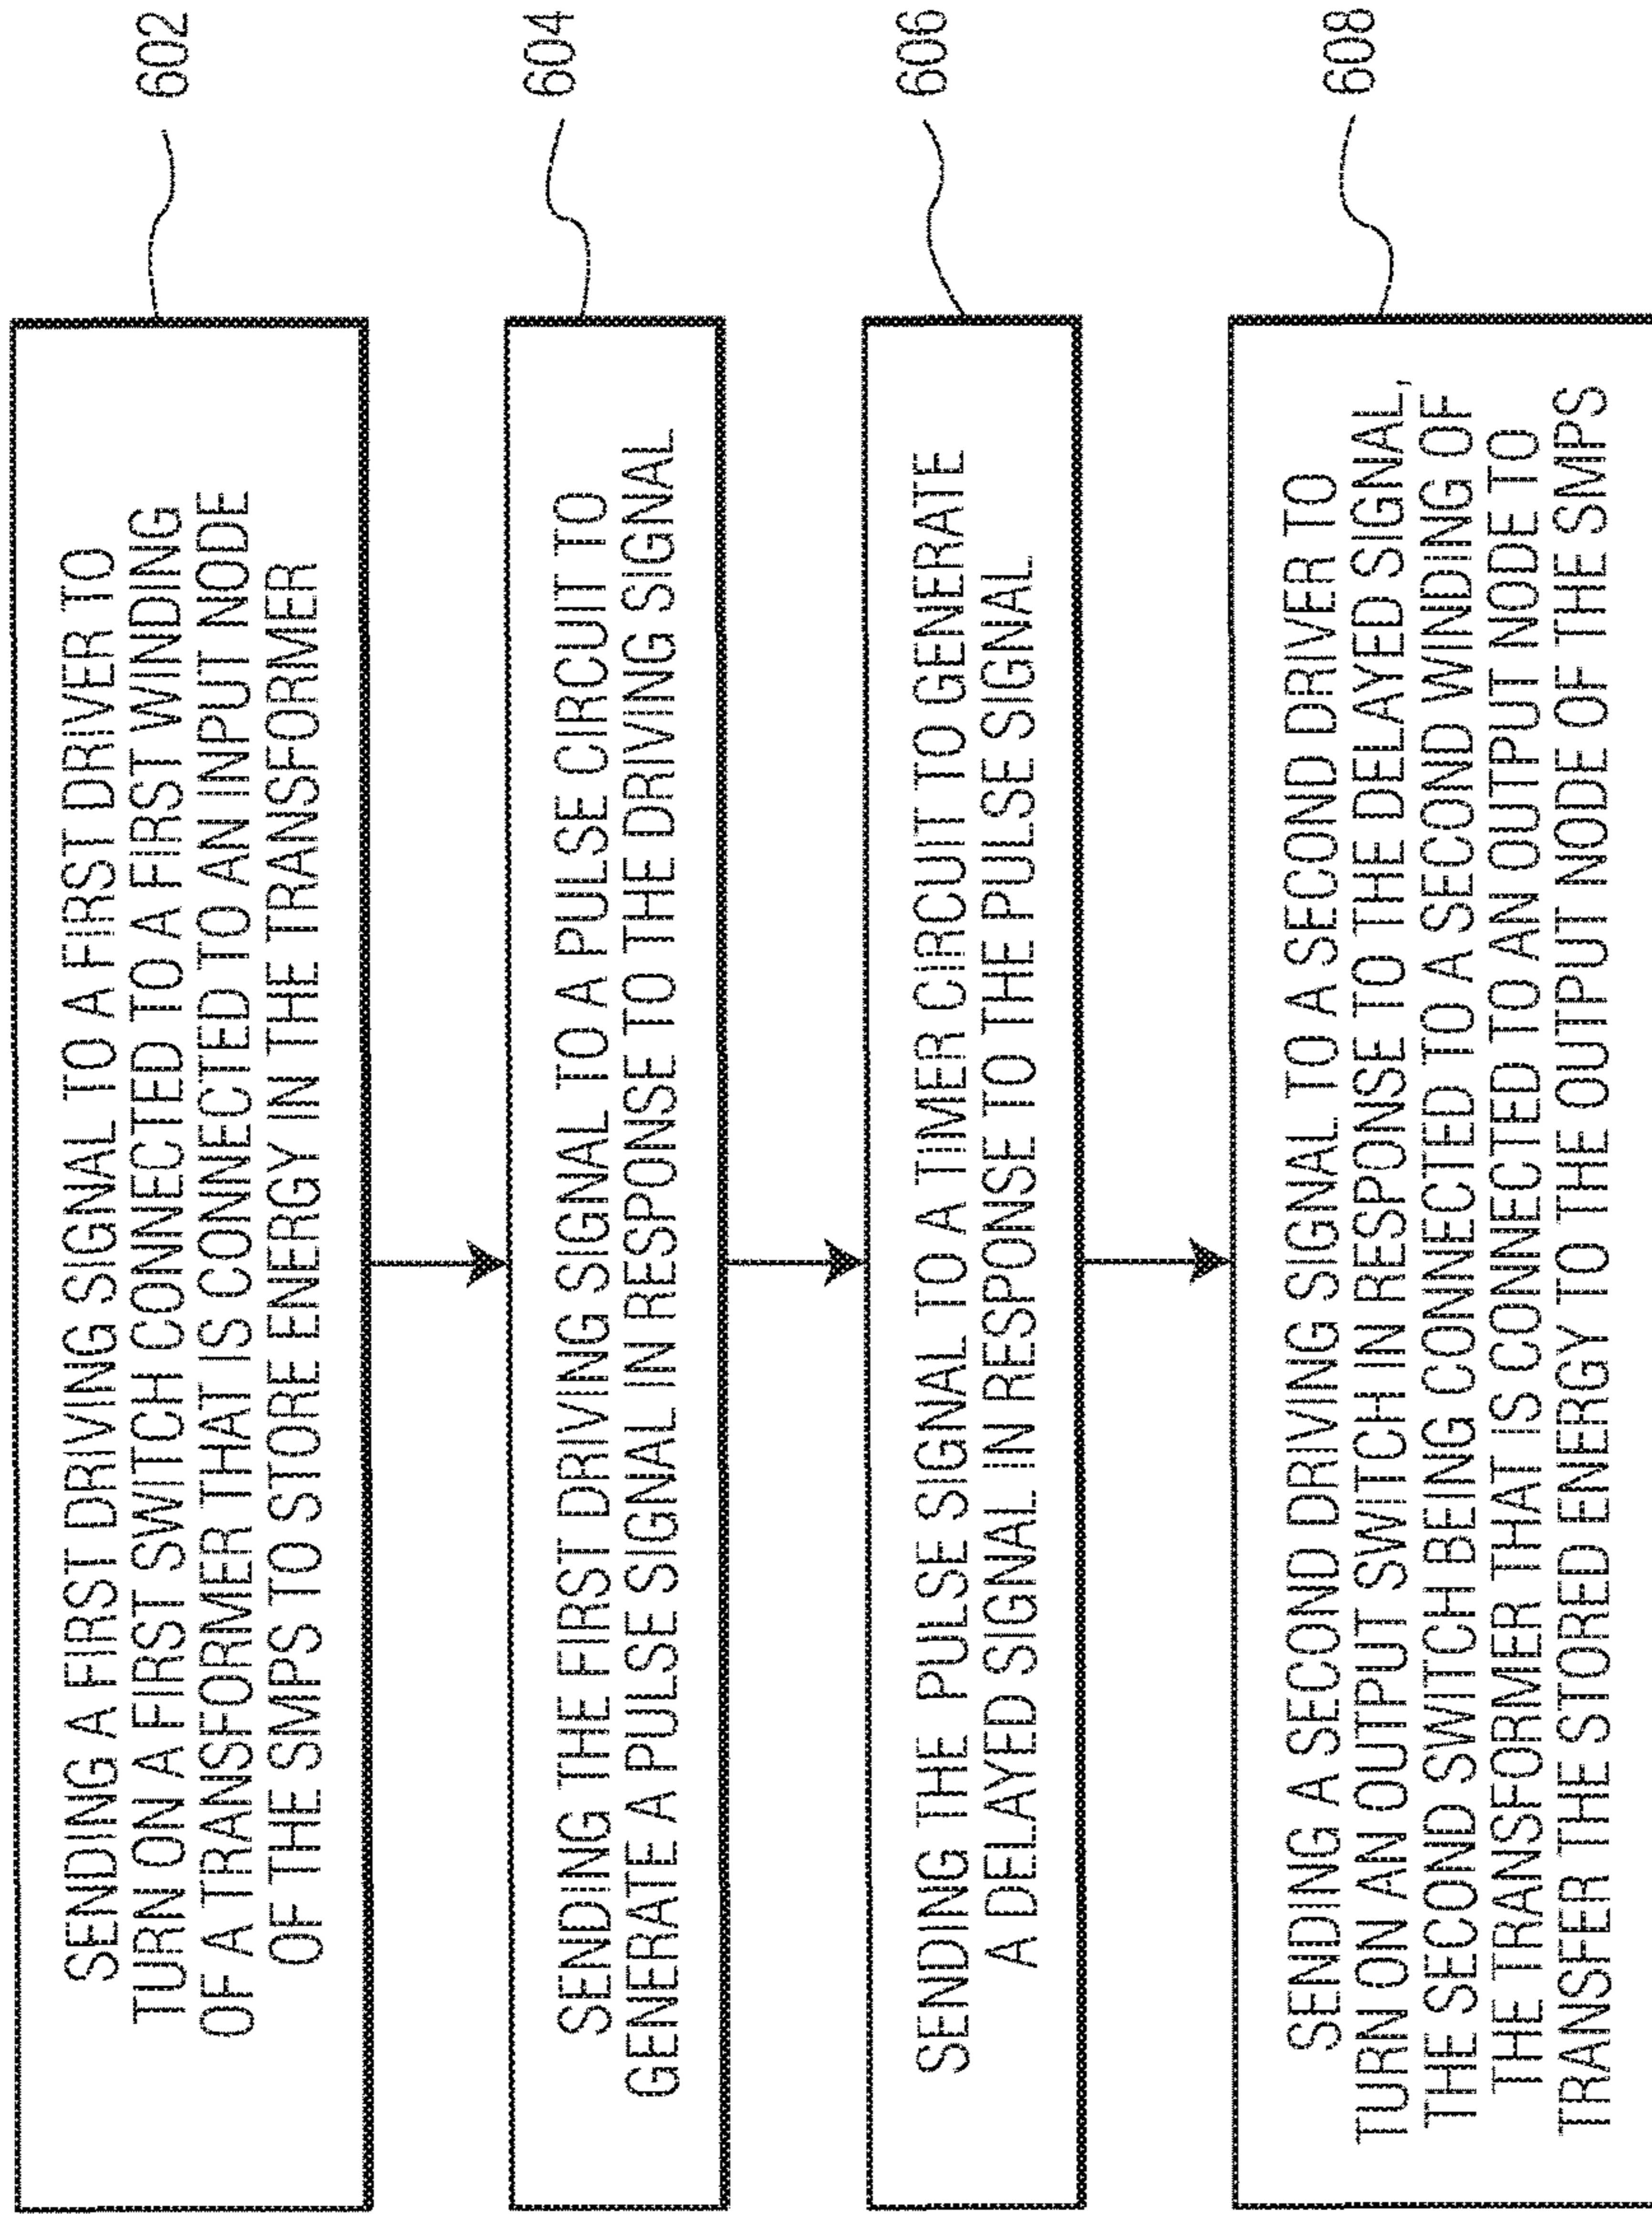 SENDING A FIRST DRIVING SIGNAL TO A FIRST DRIVER TO
TURN ON A FIRST SWITCH CONNECTED TO A FIRST WINDING
OF A TRANSFORMER THAT IS CONNECTED TO AN INPUT NODE
OF THE SMPS TO STORE ENERGY IN THE TRANSFORMER
602
SENDING THE FIRST DRIVING SIGNAL TO A PULSE CIRCUIT TO
GENERATE A PULSE SIGNAL IN RESPONSE TO THE DRIVING SIGNAL
604
SENDING THE PULSE SIGNAL TO A TIMER CIRCUIT TO GENERATE
A DELAYED SIGNAL IN RESPONSE TO THE PULSE SIGNAL
606
SENDING A SECOND DRIVING SIGNAL TO A SECOND DRIVER TO
TURN ON AN OUTPUT SWITCH IN RESPONSE TO THE DELAYED SIGNAL,
THE SECOND SWITCH BEING CONNECTED TO A SECOND WINDING OF
THE TRANSFORMER THAT IS CONNECTED TO AN OUTPUT NODE TO
TRANSFER THE STORED ENERGY TO THE OUTPUT NODE OF THE SMPS
608